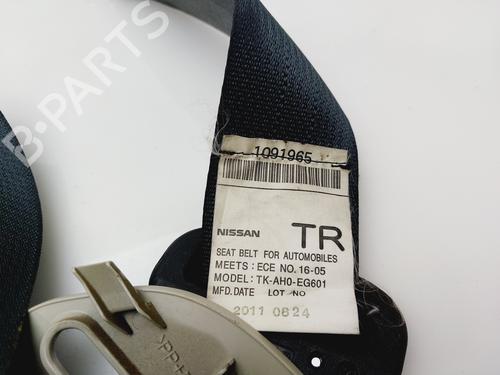 1091965
NISSAN TR
SEAT BELT FOR AUTOMOBILES
MEETS: ECE NO. 16-05
MODEL: TK-AH0-EG601
MFD. DATE LOT NO
2011 0624